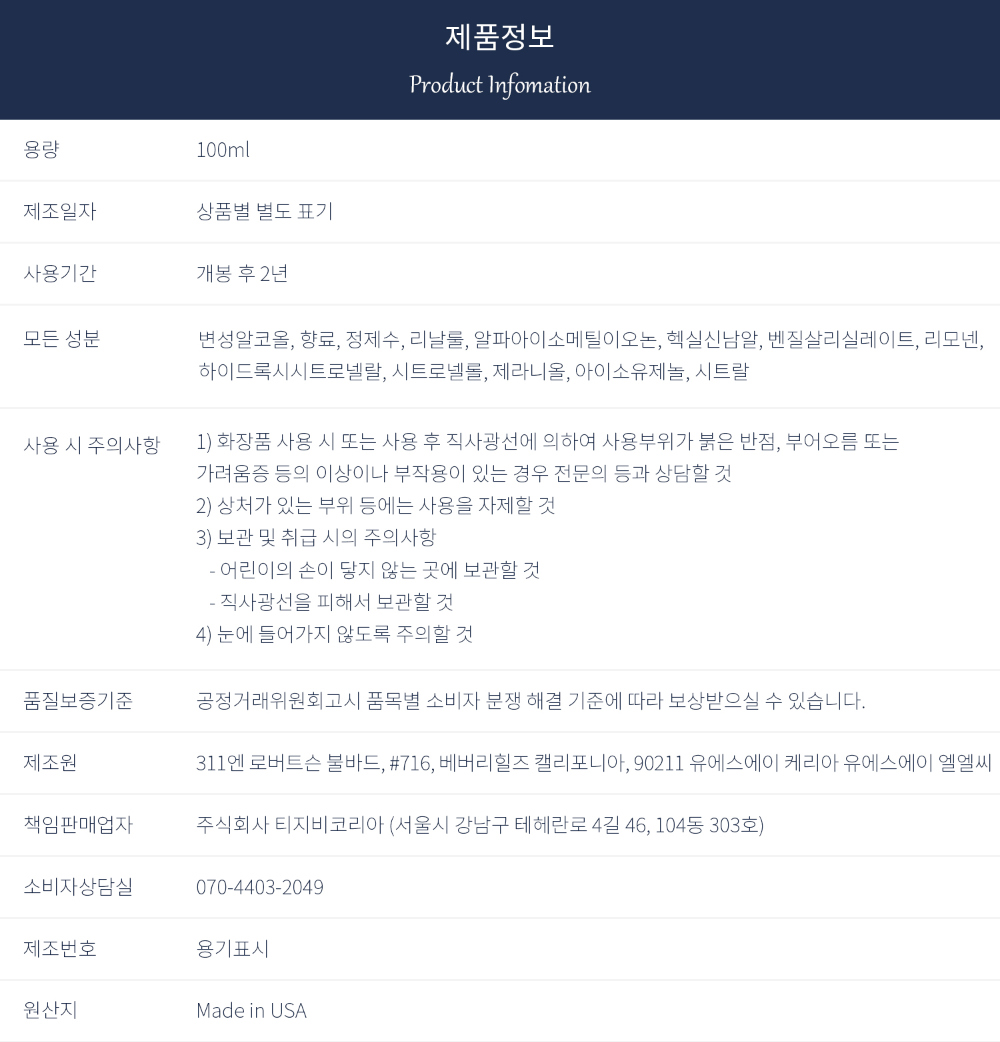 제품정보
Product Infomation
용량 100ml
제조일자 상품별 별도 표기
사용기간 개봉 후 2년
모든 성분 변성알코올, 향료, 정제수, 리날룰, 알파아이소메틸이오논, 헥실신남알, 벤질살리실레이트, 리모넨,
하이드록시시트로넬랄, 시트로넬롤, 제라니올, 아이소유제놀, 시트랄
사용 시 주의사항 1) 화장품 사용 시 또는 사용 후 직사광선에 의하여 사용부위가 붉은 반점, 부어오름 또는
가려움증 등의 이상이나 부작용이 있는 경우 전문의 등과 상담할 것
2) 상처가 있는 부위 등에는 사용을 자제할 것
3) 보관 및 취급 시의 주의사항
- 어린이의 손이 닿지 않는 곳에 보관할 것
- 직사광선을 피해서 보관할 것
4) 눈에 들어가지 않도록 주의할 것
품질보증기준 공정거래위원회고시 품목별 소비자 분쟁 해결 기준에 따라 보상받으실 수 있습니다.
제조원 311엔 로버트슨 불바드, #716, 베버리힐즈 캘리포니아, 90211 유에스에이 케리아 유에스에이 엘엘씨
책임판매업자 주식회사 티지비코리아 (서울시 강남구 테헤란로 4길 46, 104동 303호)
소비자상담실 070-4403-2049
제조번호 용기표시
원산지 Made in USA